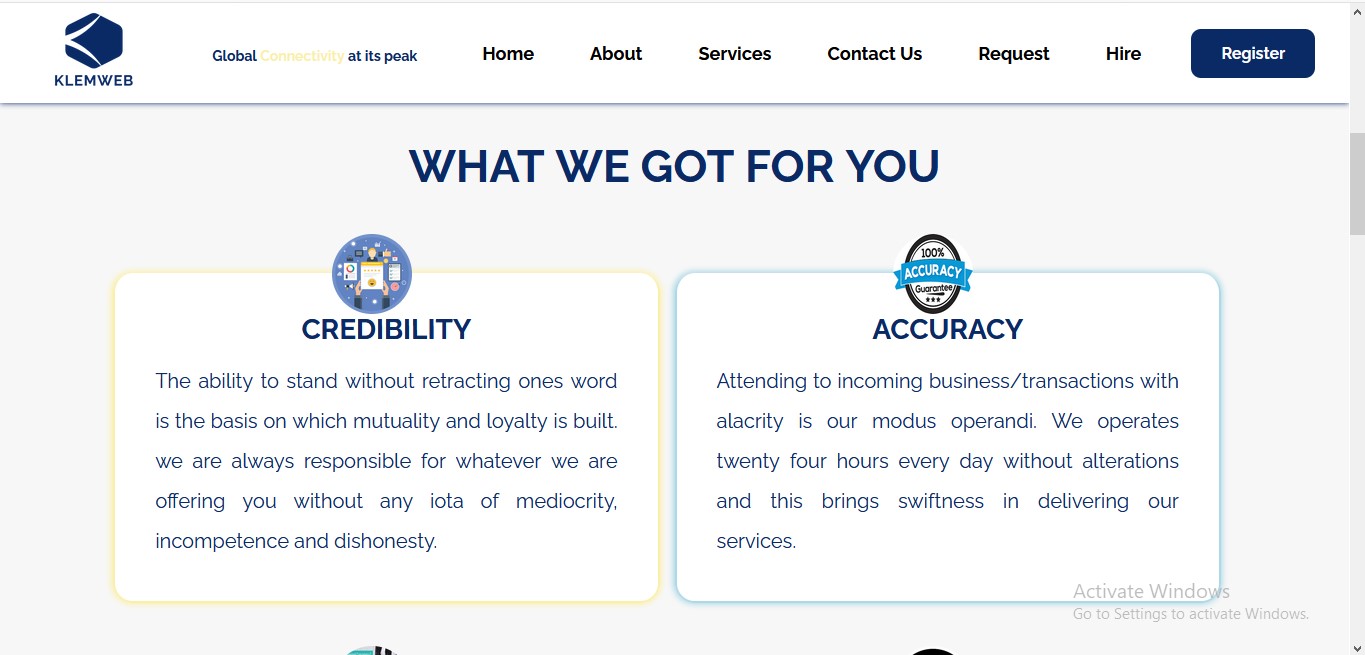 KLEMWEB
Global Connectivity at its peak
Home
About
Services
Contact Us
Request
Hire
Register
WHAT WE GOT FOR YOU
CREDIBILITY
The ability to stand without retracting ones word
is the basis on which mutuality and loyalty is built.
we are always responsible for whatever we are
offering you without any iota of mediocrity,
incompetence and dishonesty.
100%
ACCURACY
Guarantee
ACCURACY
Attending to incoming business/transactions with
alacrity is our modus operandi. We operates
twenty four hours every day without alterations
and this brings swiftness in delivering our
services.
Activate Windows
Go to Settings to activate Windows.